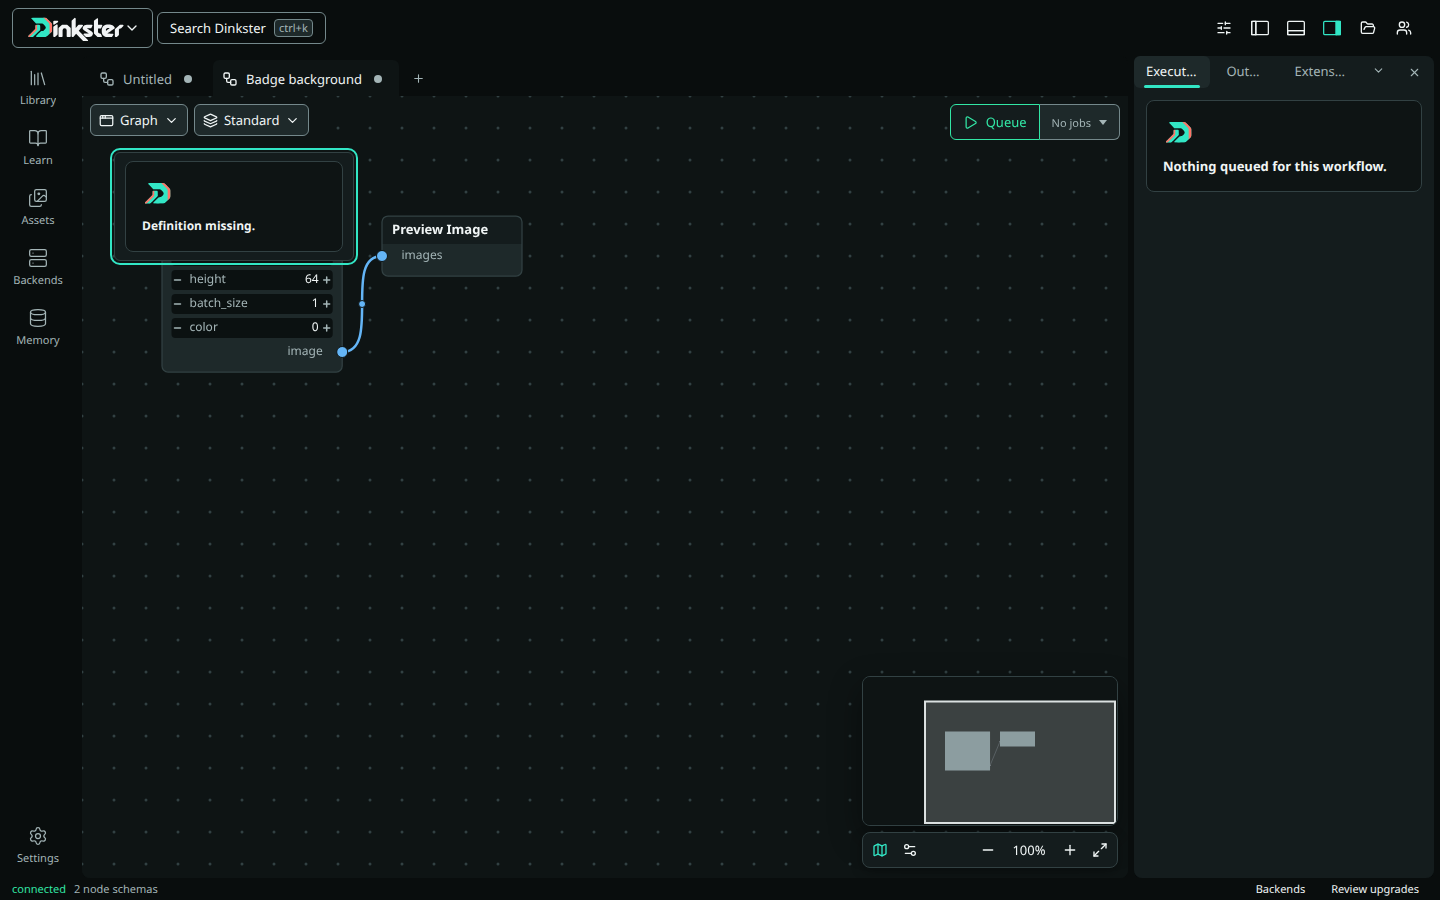 Dinkster
Search Dinkster ctrl+k
Library
Learn
Assets
Backends
Memory
Settings
Untitled
Badge background
Graph
Standard
Queue
No jobs
Definition missing.
height 64
batch_size 1
color 0
image
Preview Image
images
100%
Execut...
Out...
Extens...
Nothing queued for this workflow.
connected
2 node schemas
Backends
Review upgrades